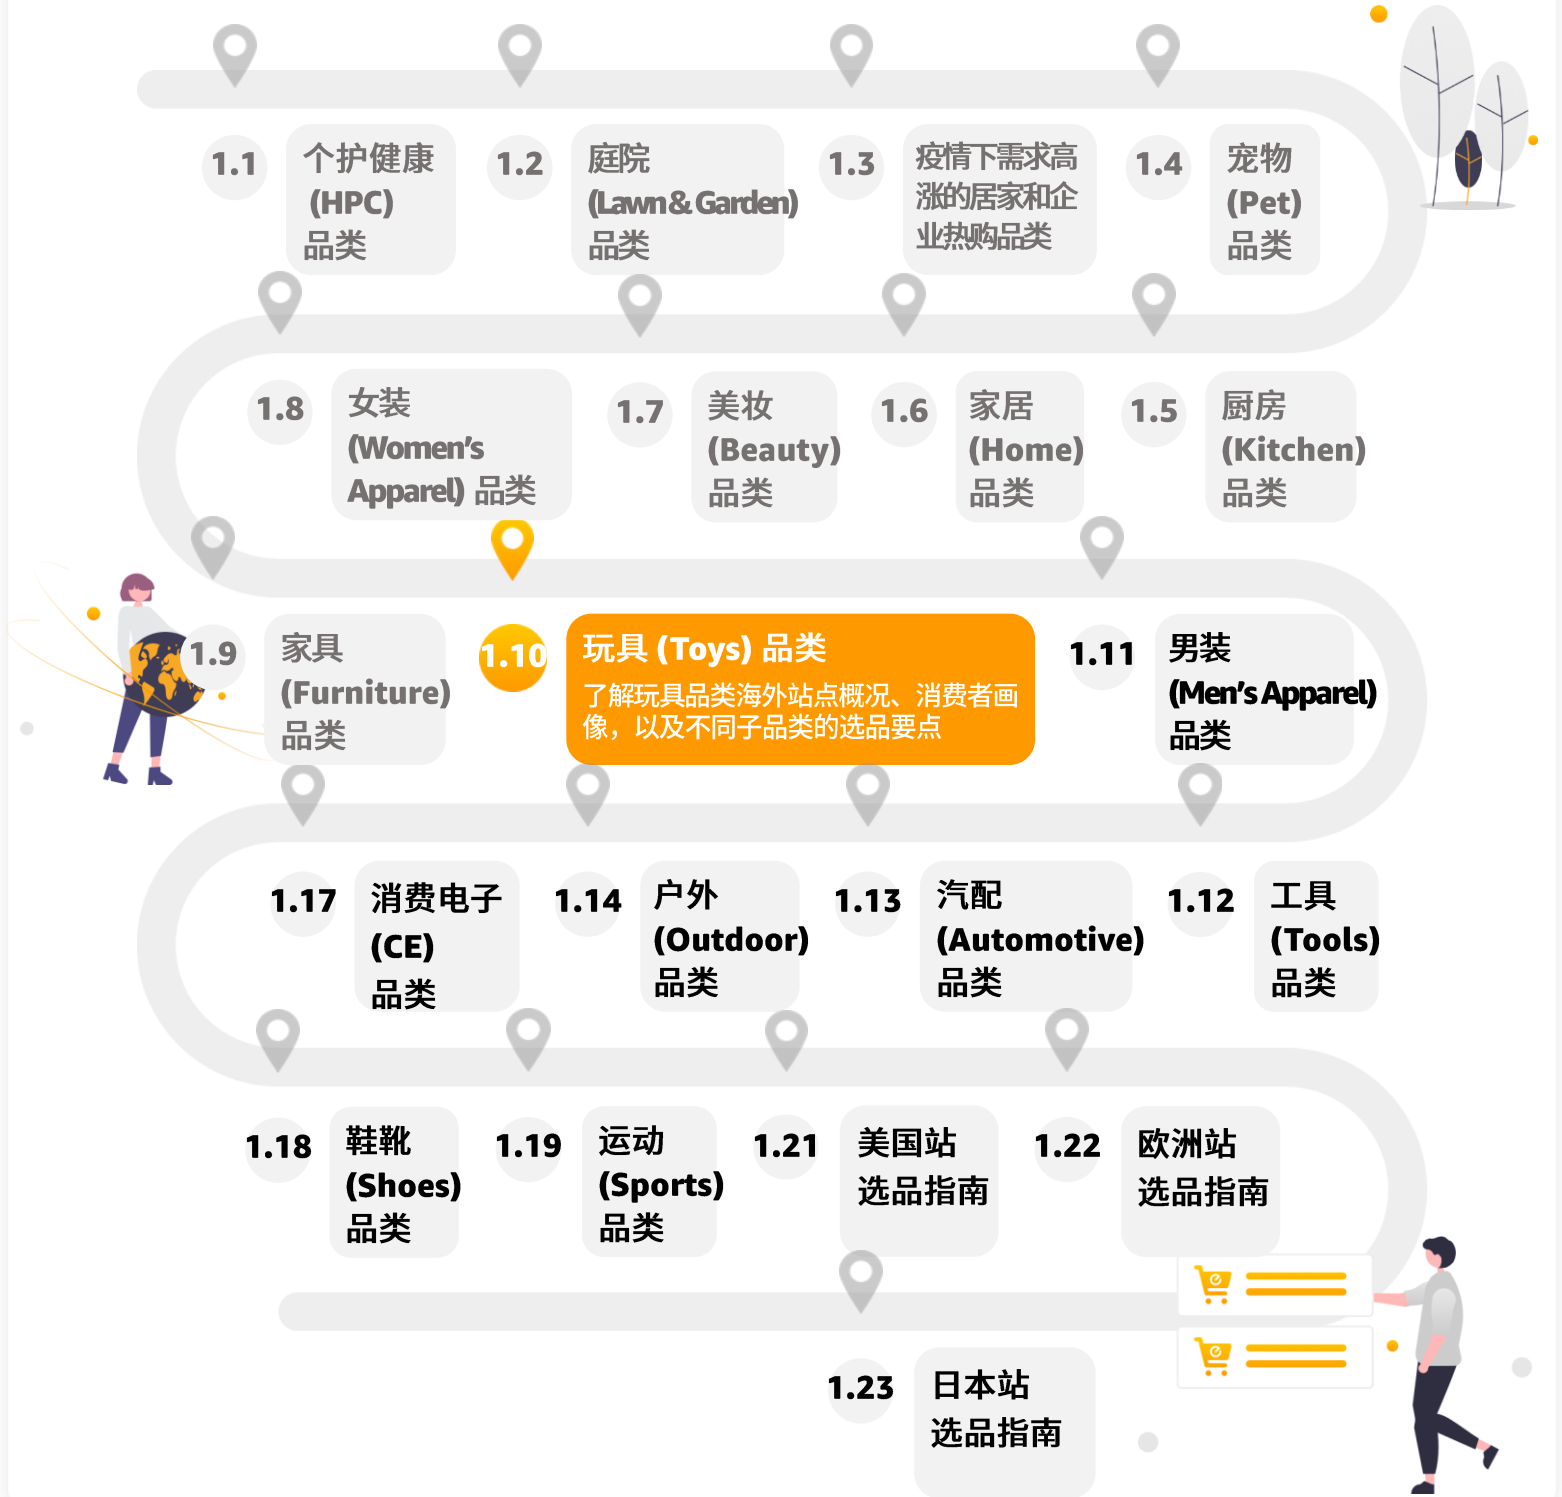 1.1
个护健康
(HPC)
品类
1.2
庭院
(Lawn & Garden)
品类
1.3
疫情下需求高
涨的居家和企
业热购品类
1.4
宠物
(Pet)
品类
1.8
女装
(Women’s
Apparel) 品类
1.7
美妆
(Beauty)
品类
1.6
家居
(Home)
品类
1.5
厨房
(Kitchen)
品类
1.9
家具
(Furniture)
品类
1.10
玩具 (Toys) 品类
了解玩具品类海外站点概况、消费者画
像，以及不同子品类的选品要点
1.11
男装
(Men’s Apparel)
品类
1.17
消费电子
(CE)
品类
1.14
户外
(Outdoor)
品类
1.13
汽配
(Automotive)
品类
1.12
工具
(Tools)
品类
1.18
鞋靴
(Shoes)
品类
1.19
运动
(Sports)
品类
1.21
美国站
选品指南
1.22
欧洲站
选品指南
1.23
日本站
选品指南